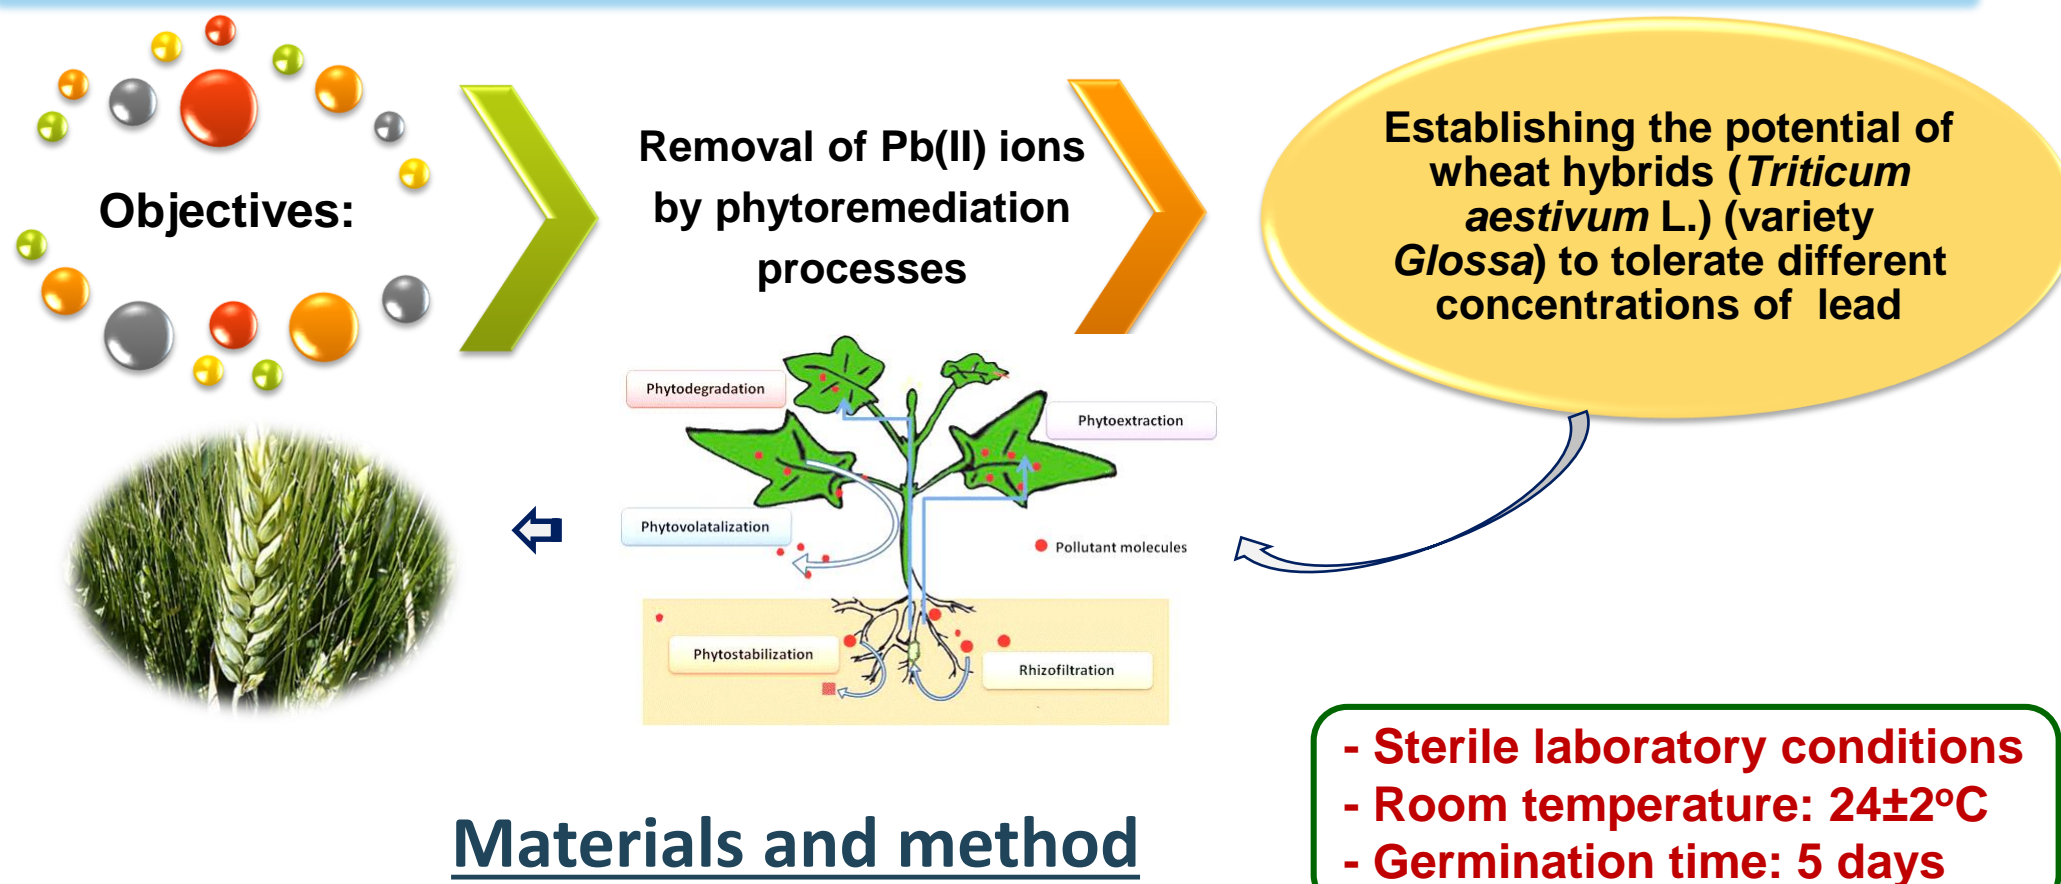 Objectives:
Removal of Pb(II) ions
by phytoremediation
processes
Establishing the potential of
wheat hybrids (Triticum
aestivum L.) (variety
Glossa) to tolerate different
concentrations of lead
Phytodegradation
Phytoextraction
Phytovolatalization
Pollutant molecules
Phytostabilization
Rhizofiltration
Materials and method
- Sterile laboratory conditions
- Room temperature: 24±2ºC
- Germination time: 5 days